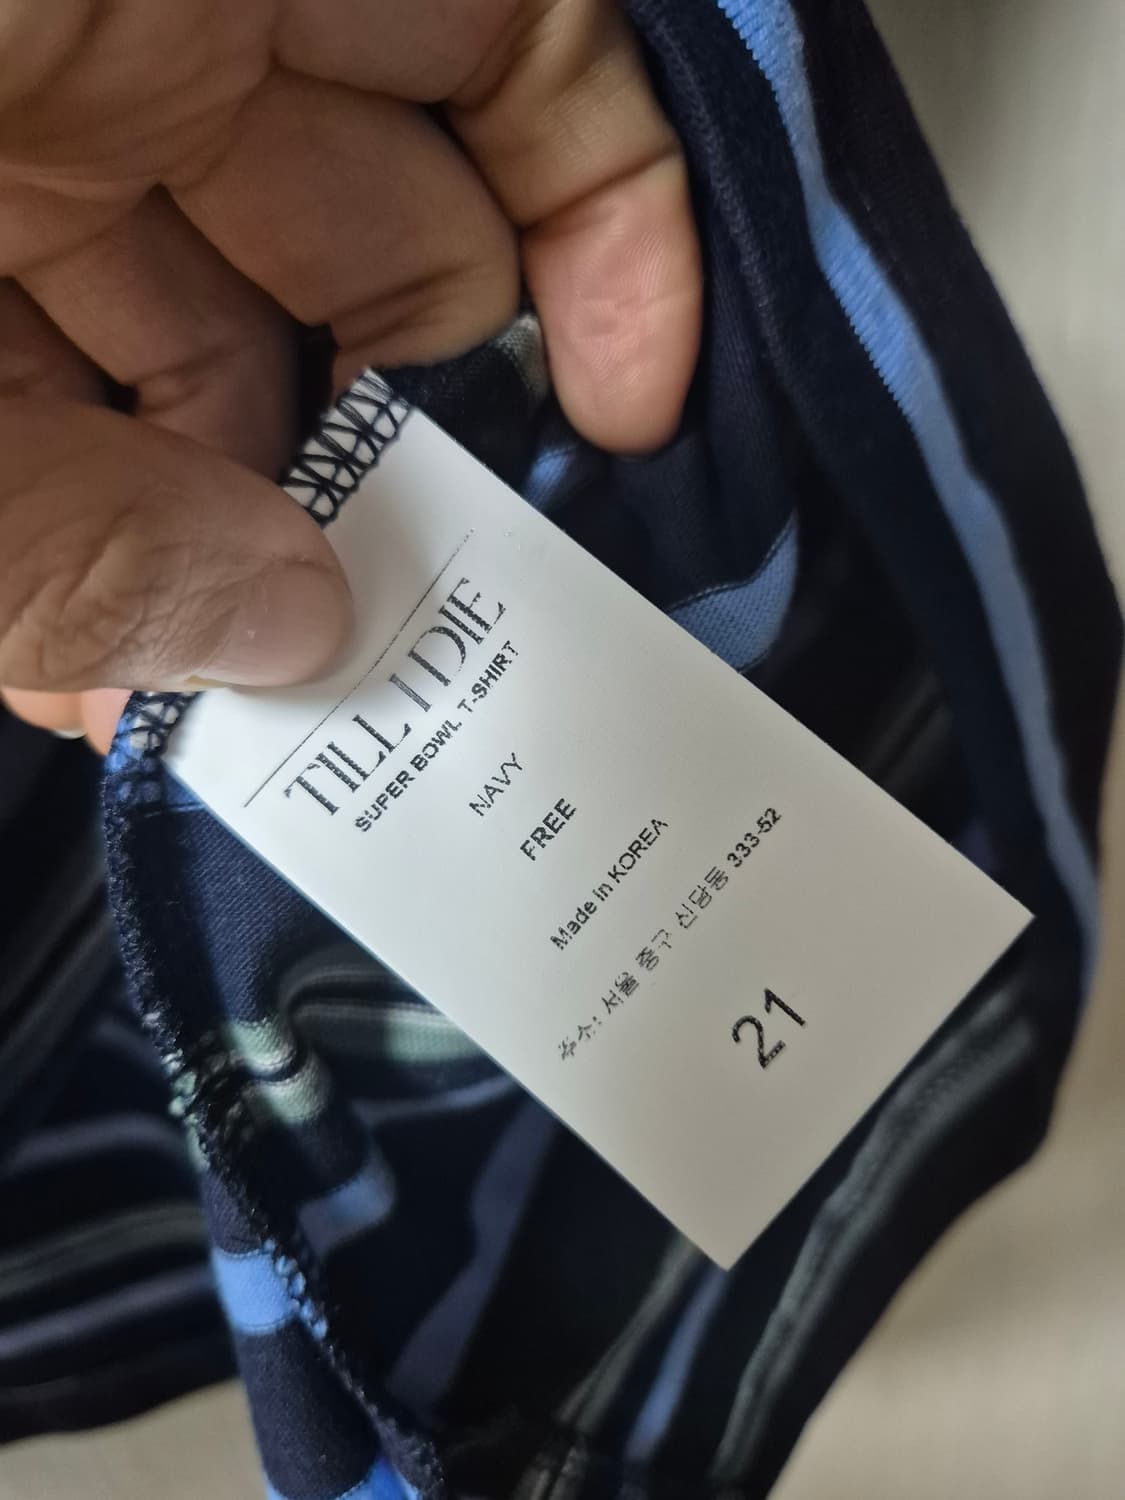 TILL I DIE
SUPER BOWL T-SHIRT
NAVY
FREE
Made in KOREA
주소: 서울 중구 신당동 333-52
21